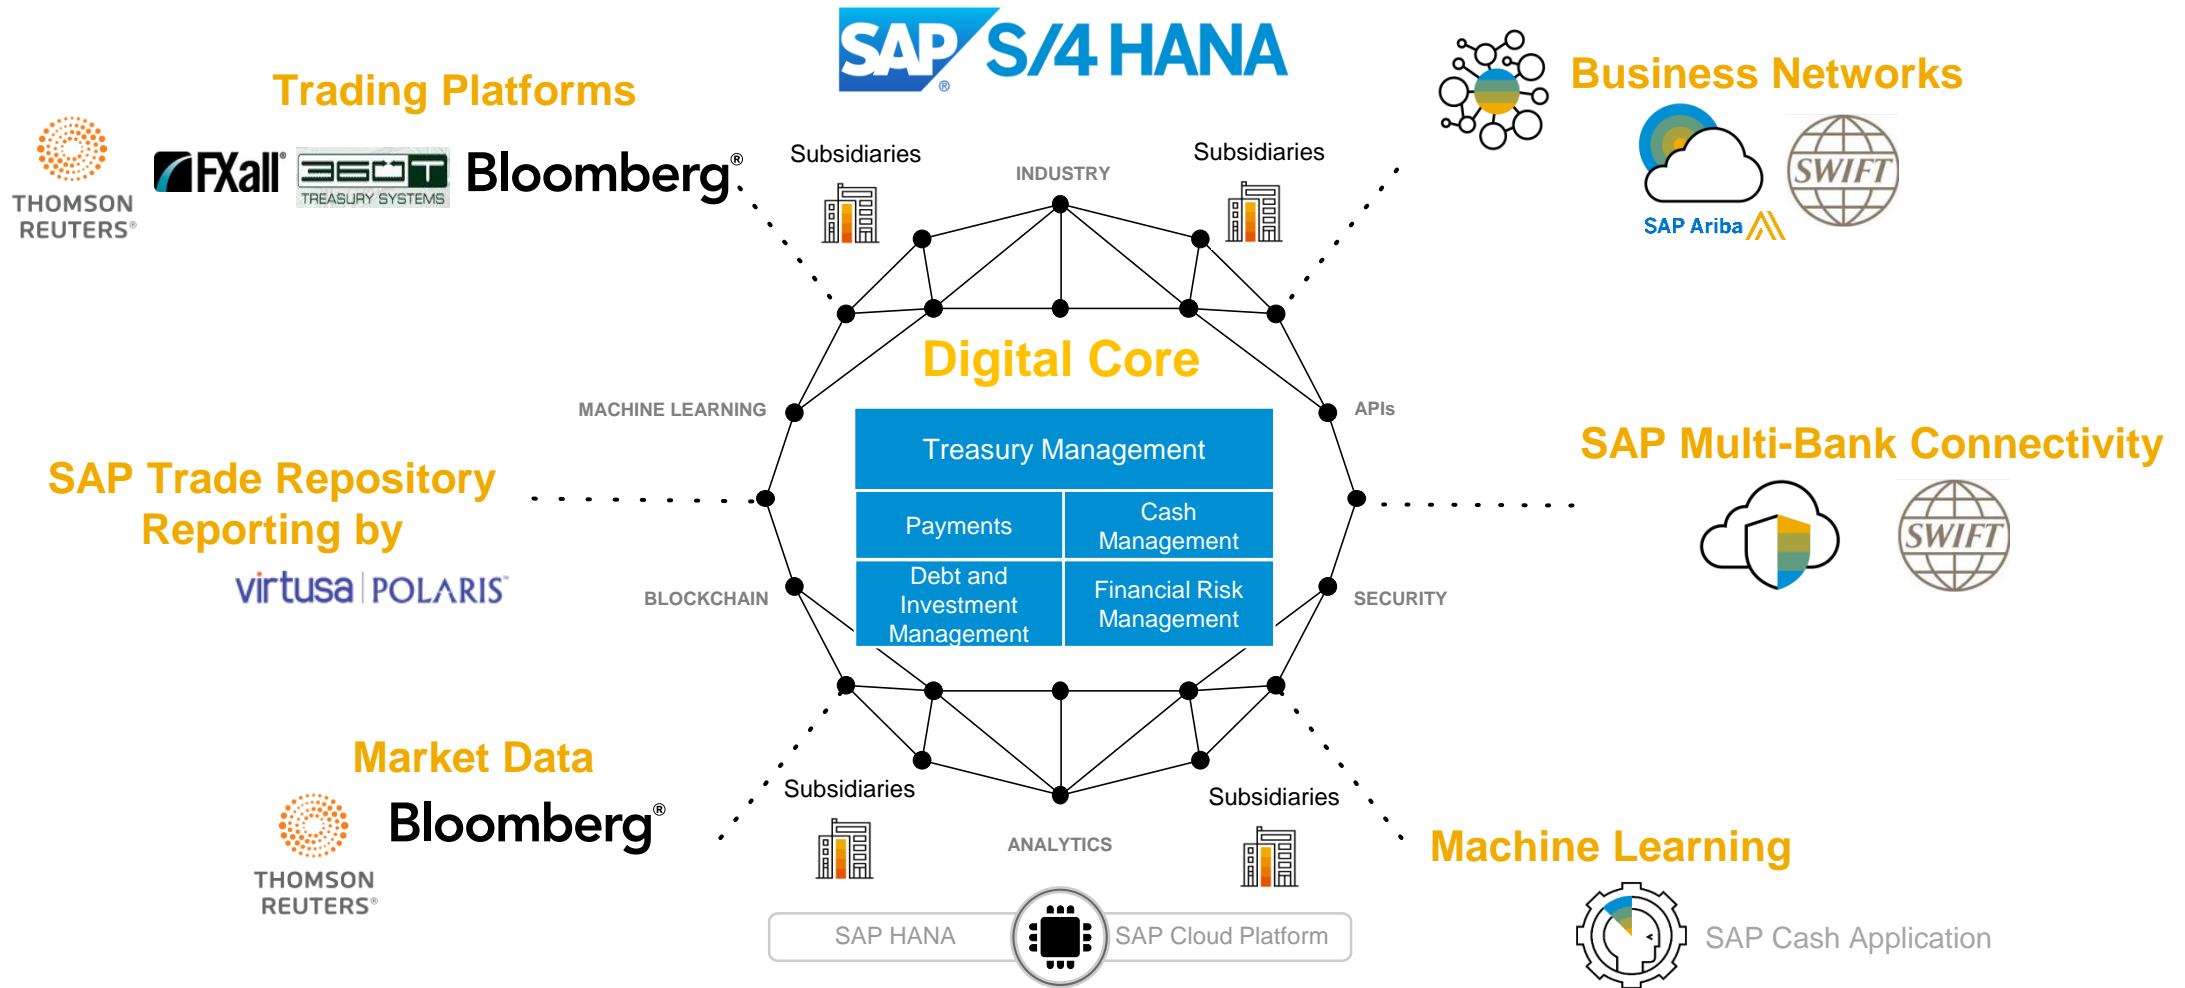 SAP S/4 HANA
®
Trading Platforms
THOMSON
REUTERS®
FXall®
360T
TREASURY SYSTEMS
Bloomberg®
Subsidiaries
INDUSTRY
Subsidiaries
Business Networks
SAP Ariba
SWIFT
Digital Core
MACHINE LEARNING
APIs
Treasury Management
Payments
Cash
Management
Debt and
Investment
Management
Financial Risk
Management
SAP Trade Repository
Reporting by
virtusa | POLARIS™
SAP Multi-Bank Connectivity
SWIFT
BLOCKCHAIN
SECURITY
Market Data
THOMSON
REUTERS®
Bloomberg®
Subsidiaries
ANALYTICS
Subsidiaries
Machine Learning
SAP Cash Application
SAP HANA
SAP Cloud Platform